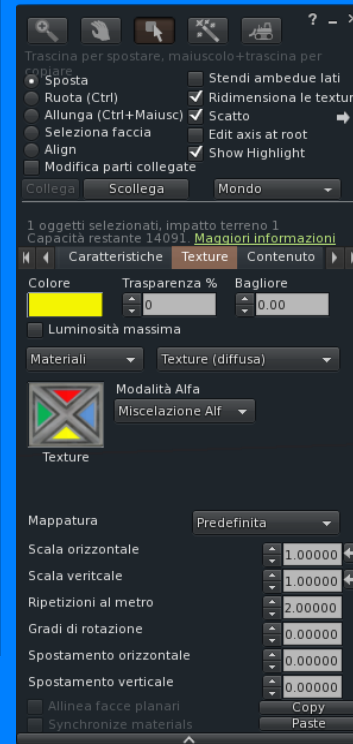 ? _ ×
Trascina per spostare, maiuscolo+trascina per
copiare
Sposta
Stendi ambedue lati
Ruota (Ctrl)
Ridimensiona le textur
Allunga (Ctrl+Maiusc)
Scatto
Seleziona faccia
Edit axis at root
Align
Show Highlight
Modifica parti collegate
Collega
Scollega
Mondo
1 oggetti selezionati, impatto terreno 1
Capacità restante 14091. Maggiori informazioni
Caratteristiche
Texture
Contenuto
Colore
Trasparenza %
Bagliore
0
0.00
Luminosità massima
Materiali
Texture (diffusa)
Modalità Alfa
Miscelazione Alf
Texture
Mappatura
Predefinita
Scala orizzontale
1.00000
Scala veritcale
1.00000
Ripetizioni al metro
2.00000
Gradi di rotazione
0.00000
Spostamento orizzontale
0.00000
Spostamento verticale
0.00000
Allinea facce planari
Copy
Synchronize materials
Paste